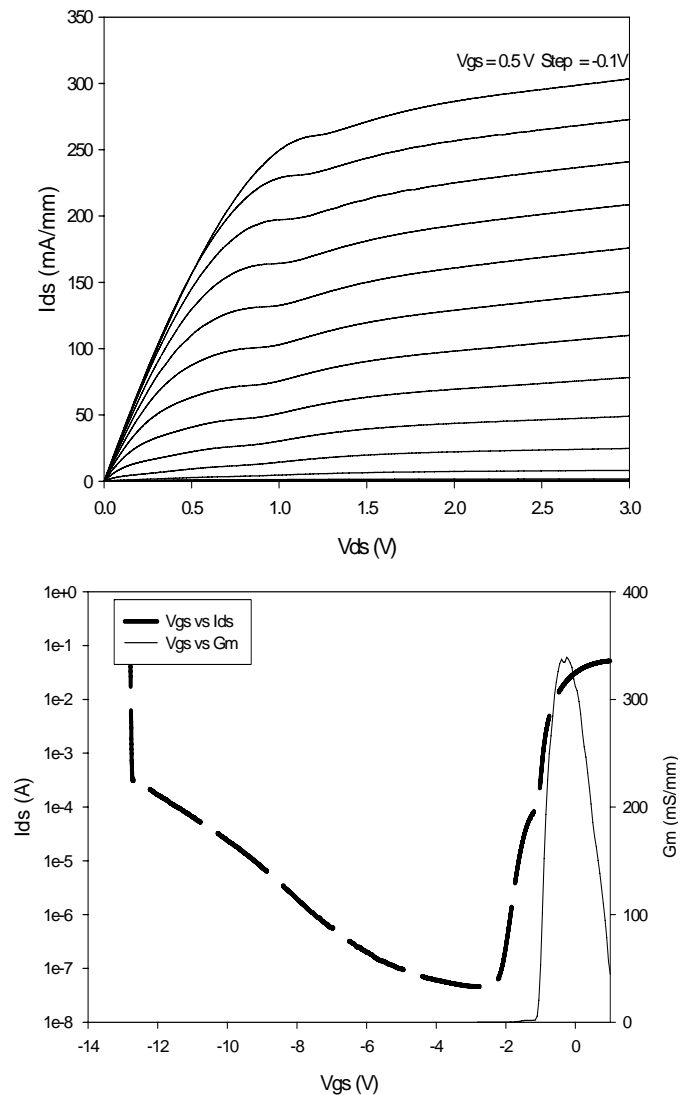 350
300
250
200
150
100
50
0
Ids (mA/mm)
Vgs = 0.5 V Step = -0.1V
0.0 0.5 1.0 1.5 2.0 2.5 3.0
Vds (V)
1e+0
1e-1
1e-2
1e-3
1e-4
1e-5
1e-6
1e-7
1e-8
Ids (A)
Vgs vs Ids
Vgs vs Gm
400
300
200
100
0
Gm (mS/mm)
-14 -12 -10 -8 -6 -4 -2 0
Vgs (V)